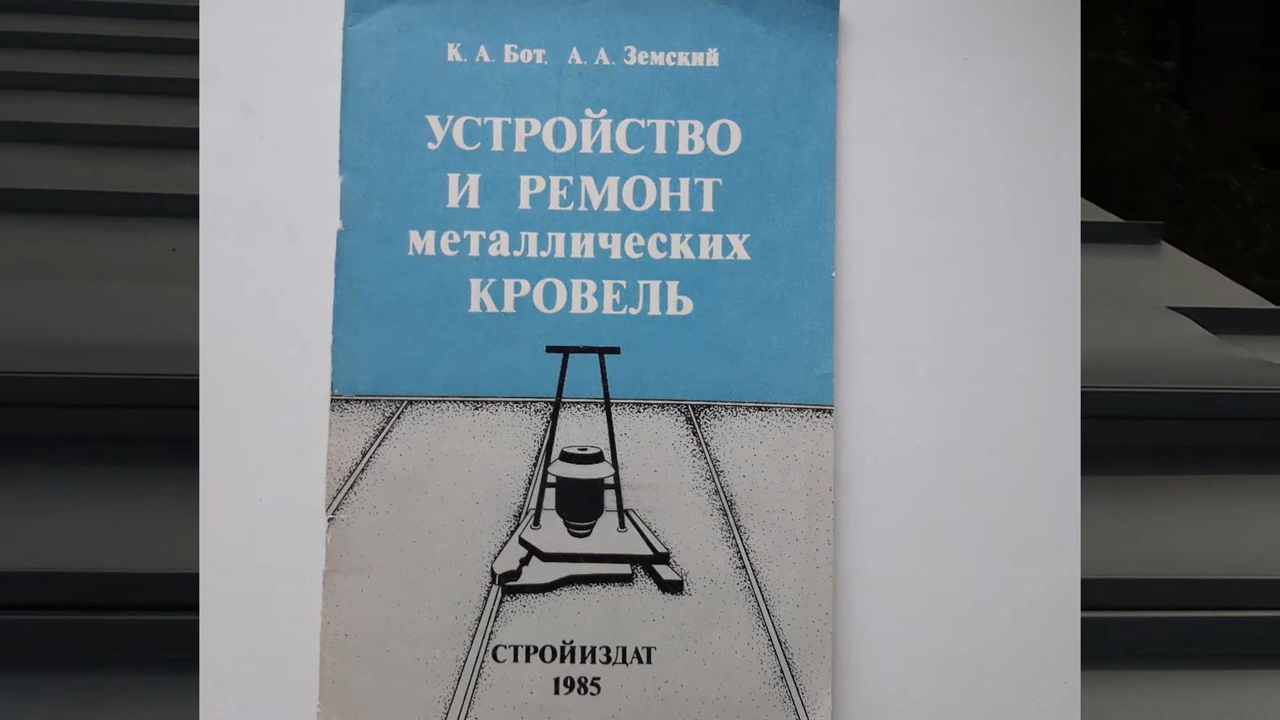 К. А. Бот, А. А. Земский
УСТРОЙСТВО
И РЕМОНТ
металлических
КРОВЕЛЬ
СТРОЙИЗДАТ
1985